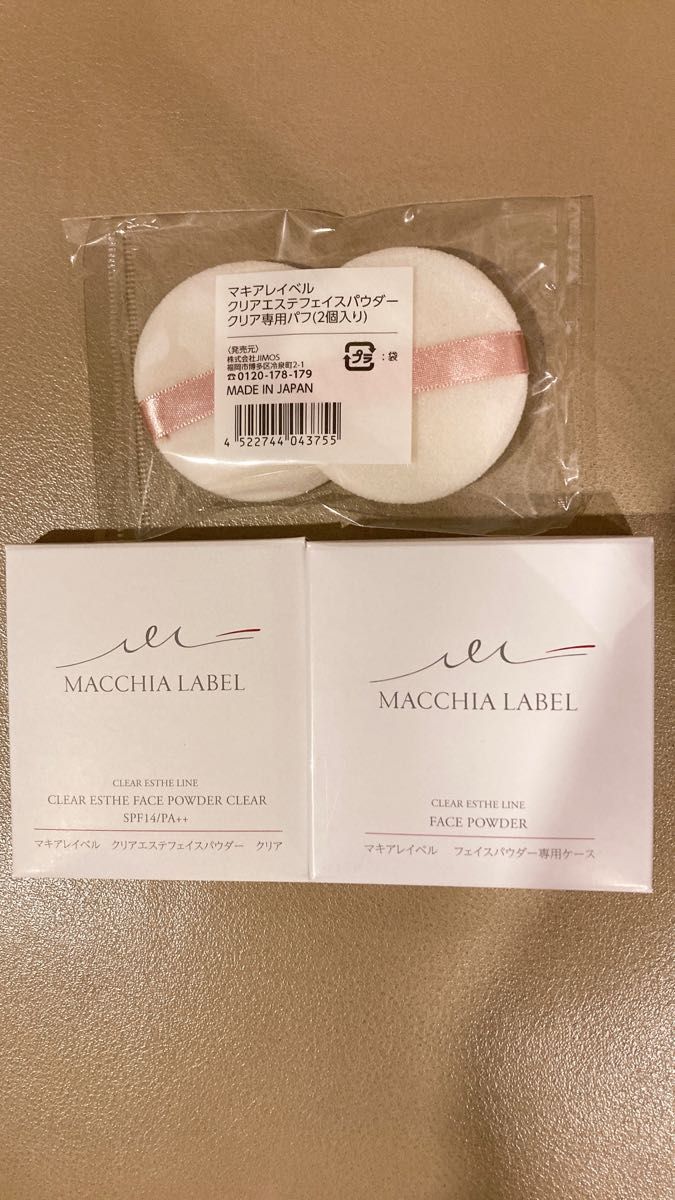 マキアレイベル
クリアエステフェイスパウダー
クリア専用パフ(2個入り)
〈発売元〉
株式会社JIMOS
福岡市博多区冷泉町2-1
☎0120-178-179
MADE IN JAPAN
プラ
:袋
4 522744 043755
MACCHIA LABEL
CLEAR ESTHE LINE
CLEAR ESTHE FACE POWDER CLEAR
SPF14/PA++
マキアレイベル クリアエステフェイスパウダー クリア
MACCHIA LABEL
CLEAR ESTHE LINE
FACE POWDER
マキアレイベル フェイスパウダー専用ケース